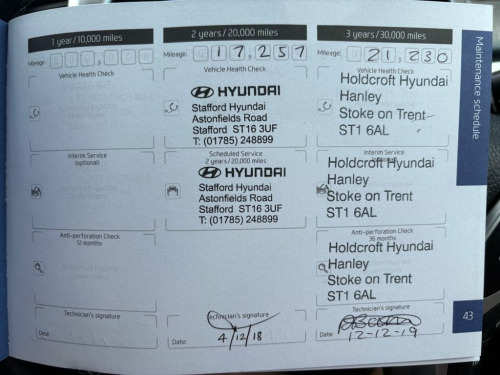 1 year/10,000 miles
Mileage:
Vehicle Health Check
Interim Service
(optional)
Anti-perforation Check
12 months
Technician's signature
Date:
2 years/20,000 miles
Mileage: 17,257
Vehicle Health Check
HYUNDAI
Stafford Hyundai
Astonfields Road
Stafford ST16 3UF
T: (01785) 248899
Scheduled Service
2 years/20,000 miles
HYUNDAI
Stafford Hyundai
Astonfields Road
Stafford ST16 3UF
T: (01785) 248899
Technician's signature
Date: 4/12/18
3 years/30,000 miles
Mileage: 21,230
Vehicle Health Check
Holdcroft Hyundai
Hanley
Stoke on Trent
ST1 6AL
Interim
Holdcroft Hyundai
Hanley
Stoke on Trent
ST1 6AL
Anti-perforation Check
36 months
Holdcroft Hyundai
Hanley
Stoke on Trent
ST1 6AL
Technician's signature
Date: 12-12-19
Maintenance schedule
43